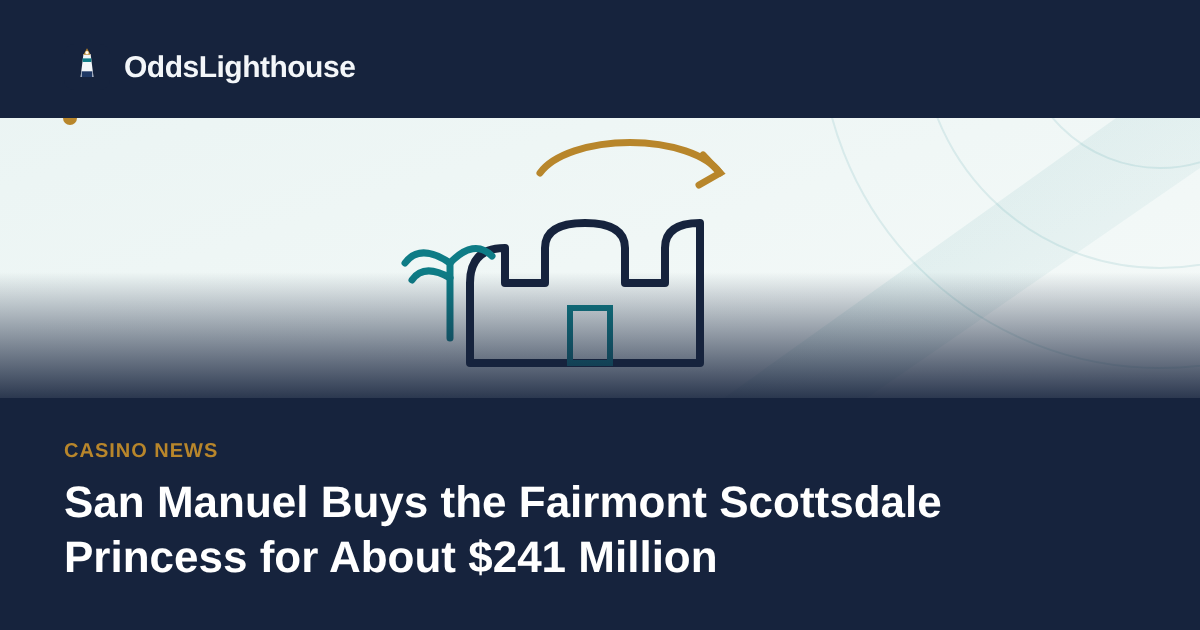 OddsLighthouse
CASINO NEWS
San Manuel Buys the Fairmont Scottsdale
Princess for About $241 Million